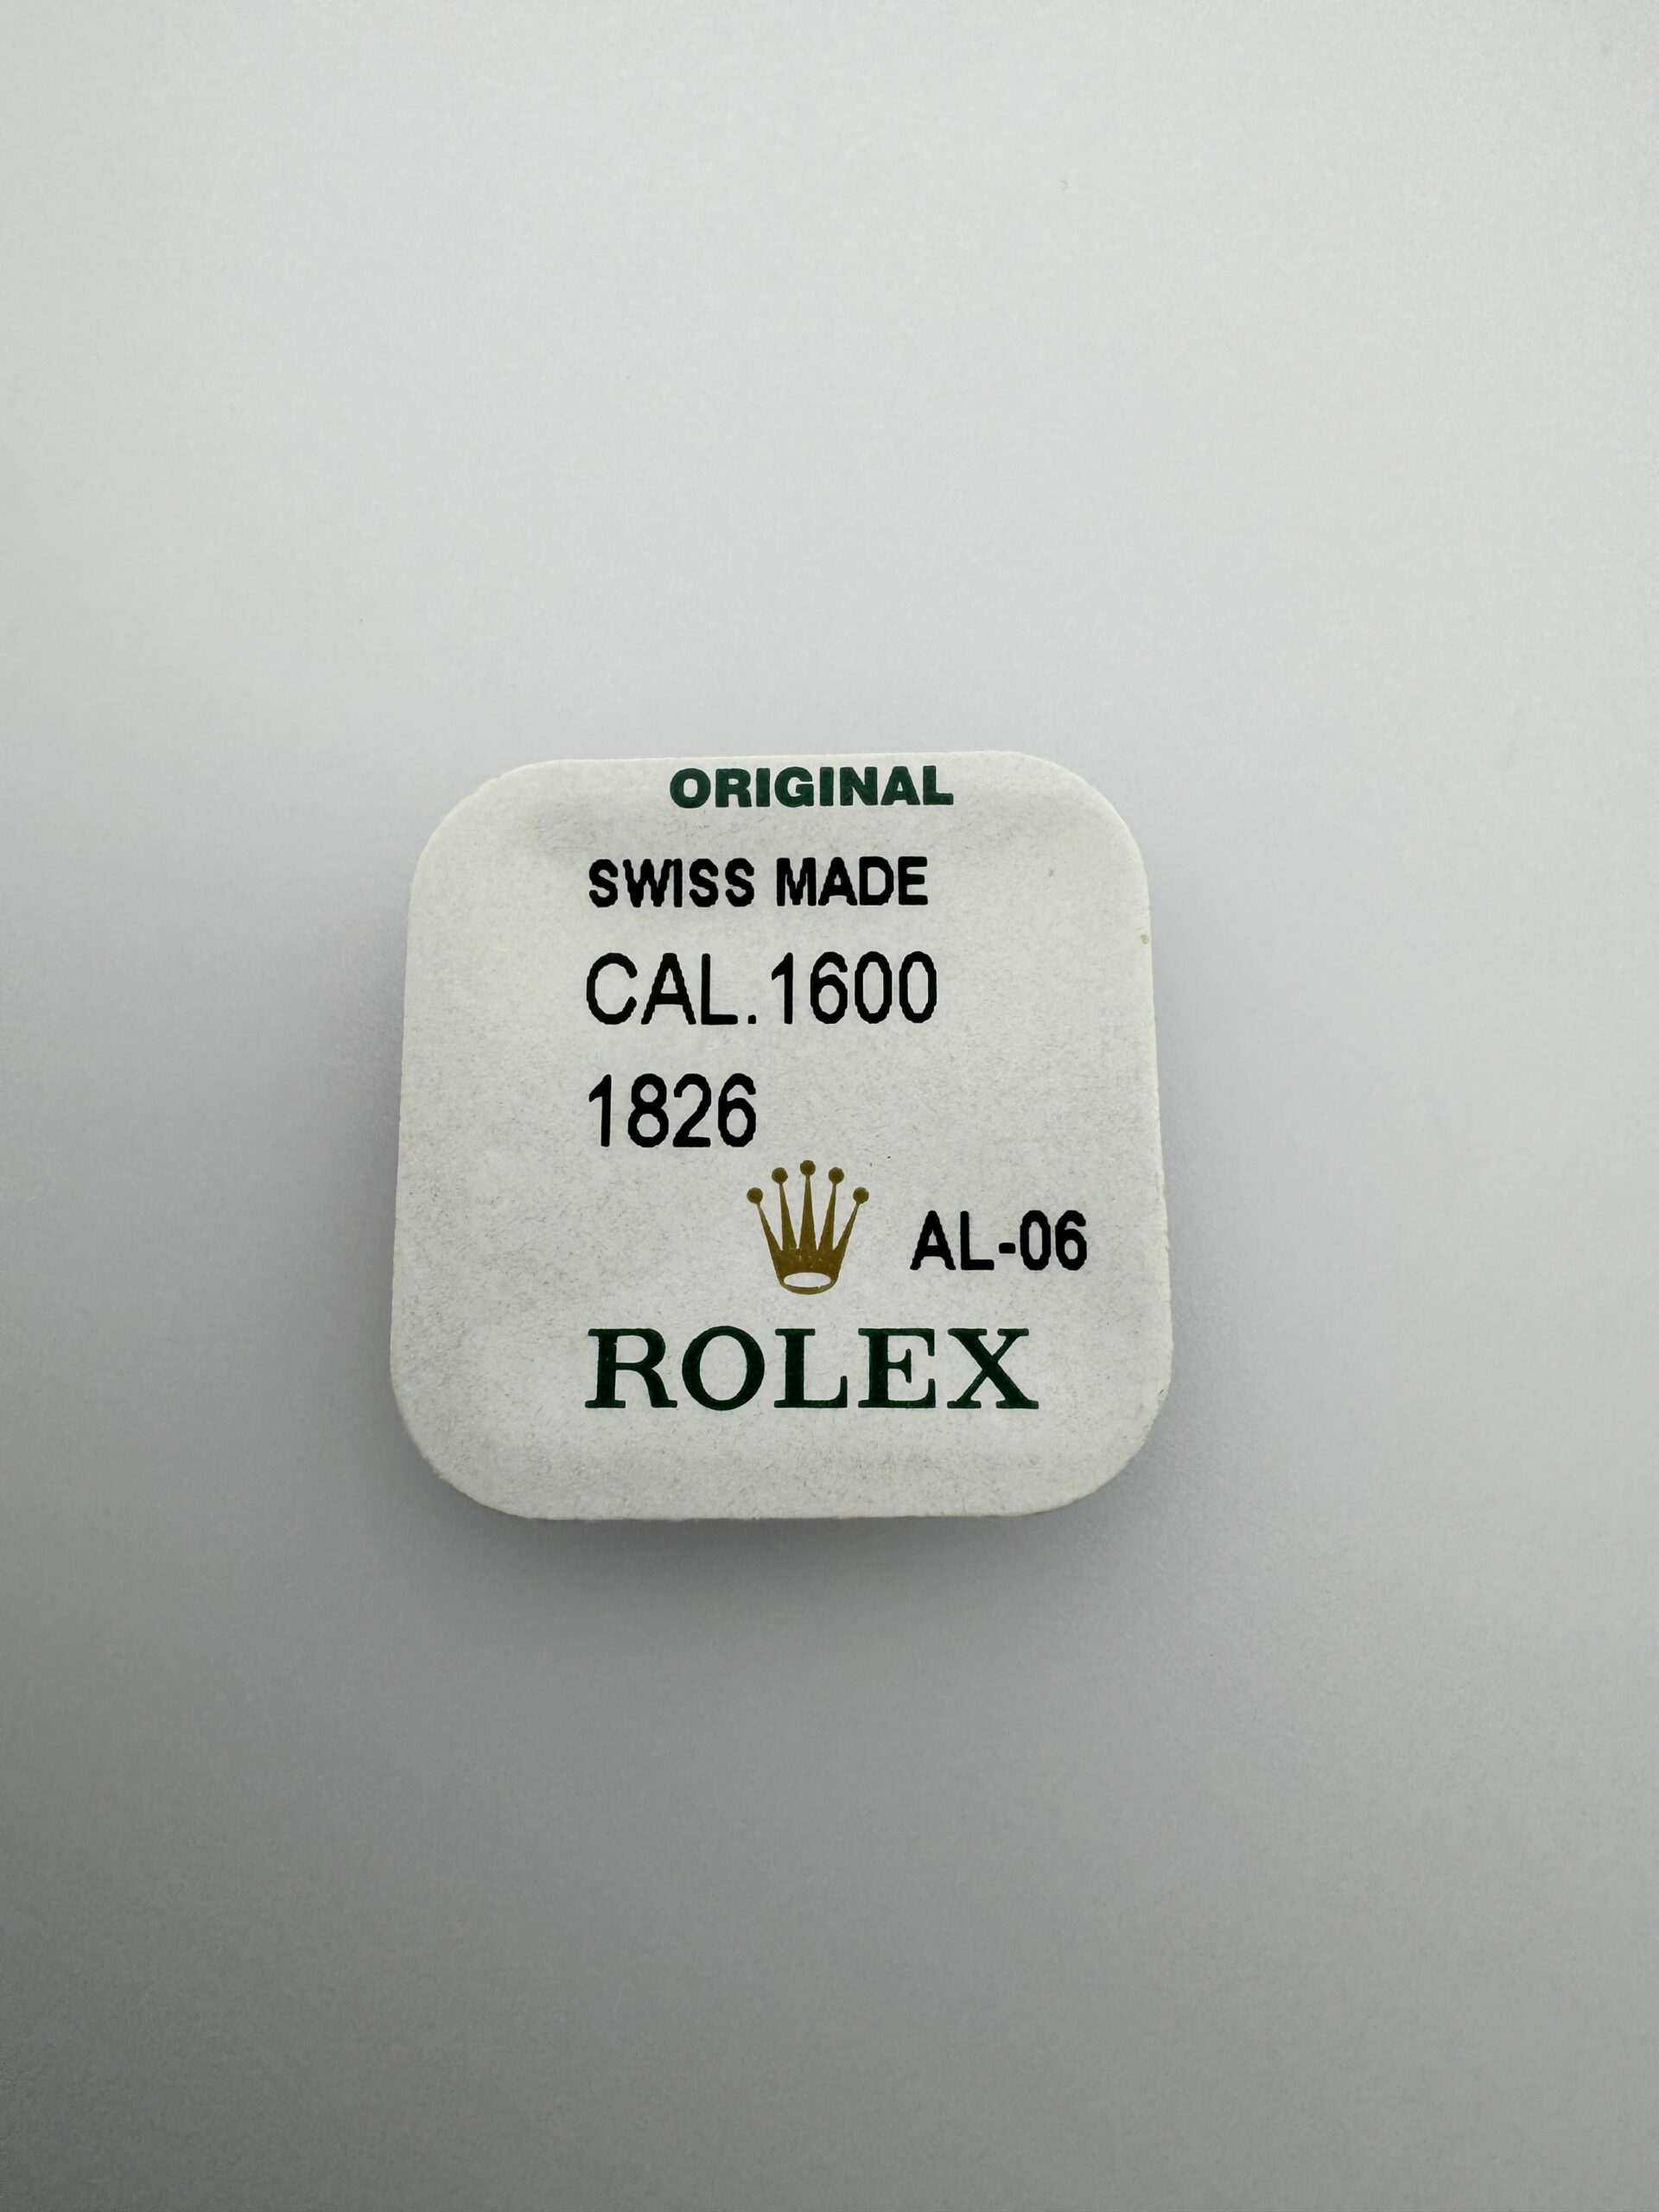 ORIGINAL
SWISS MADE
CAL.1600
1826
AL-06
ROLEX